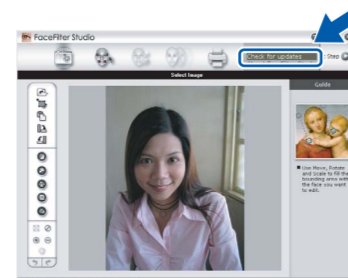 FaceFilter Studio
Check for updates
Step
Select Image
Guide
Use Move, Rotate
and Scale to fill the
bounding area with
the face you want
to edit.